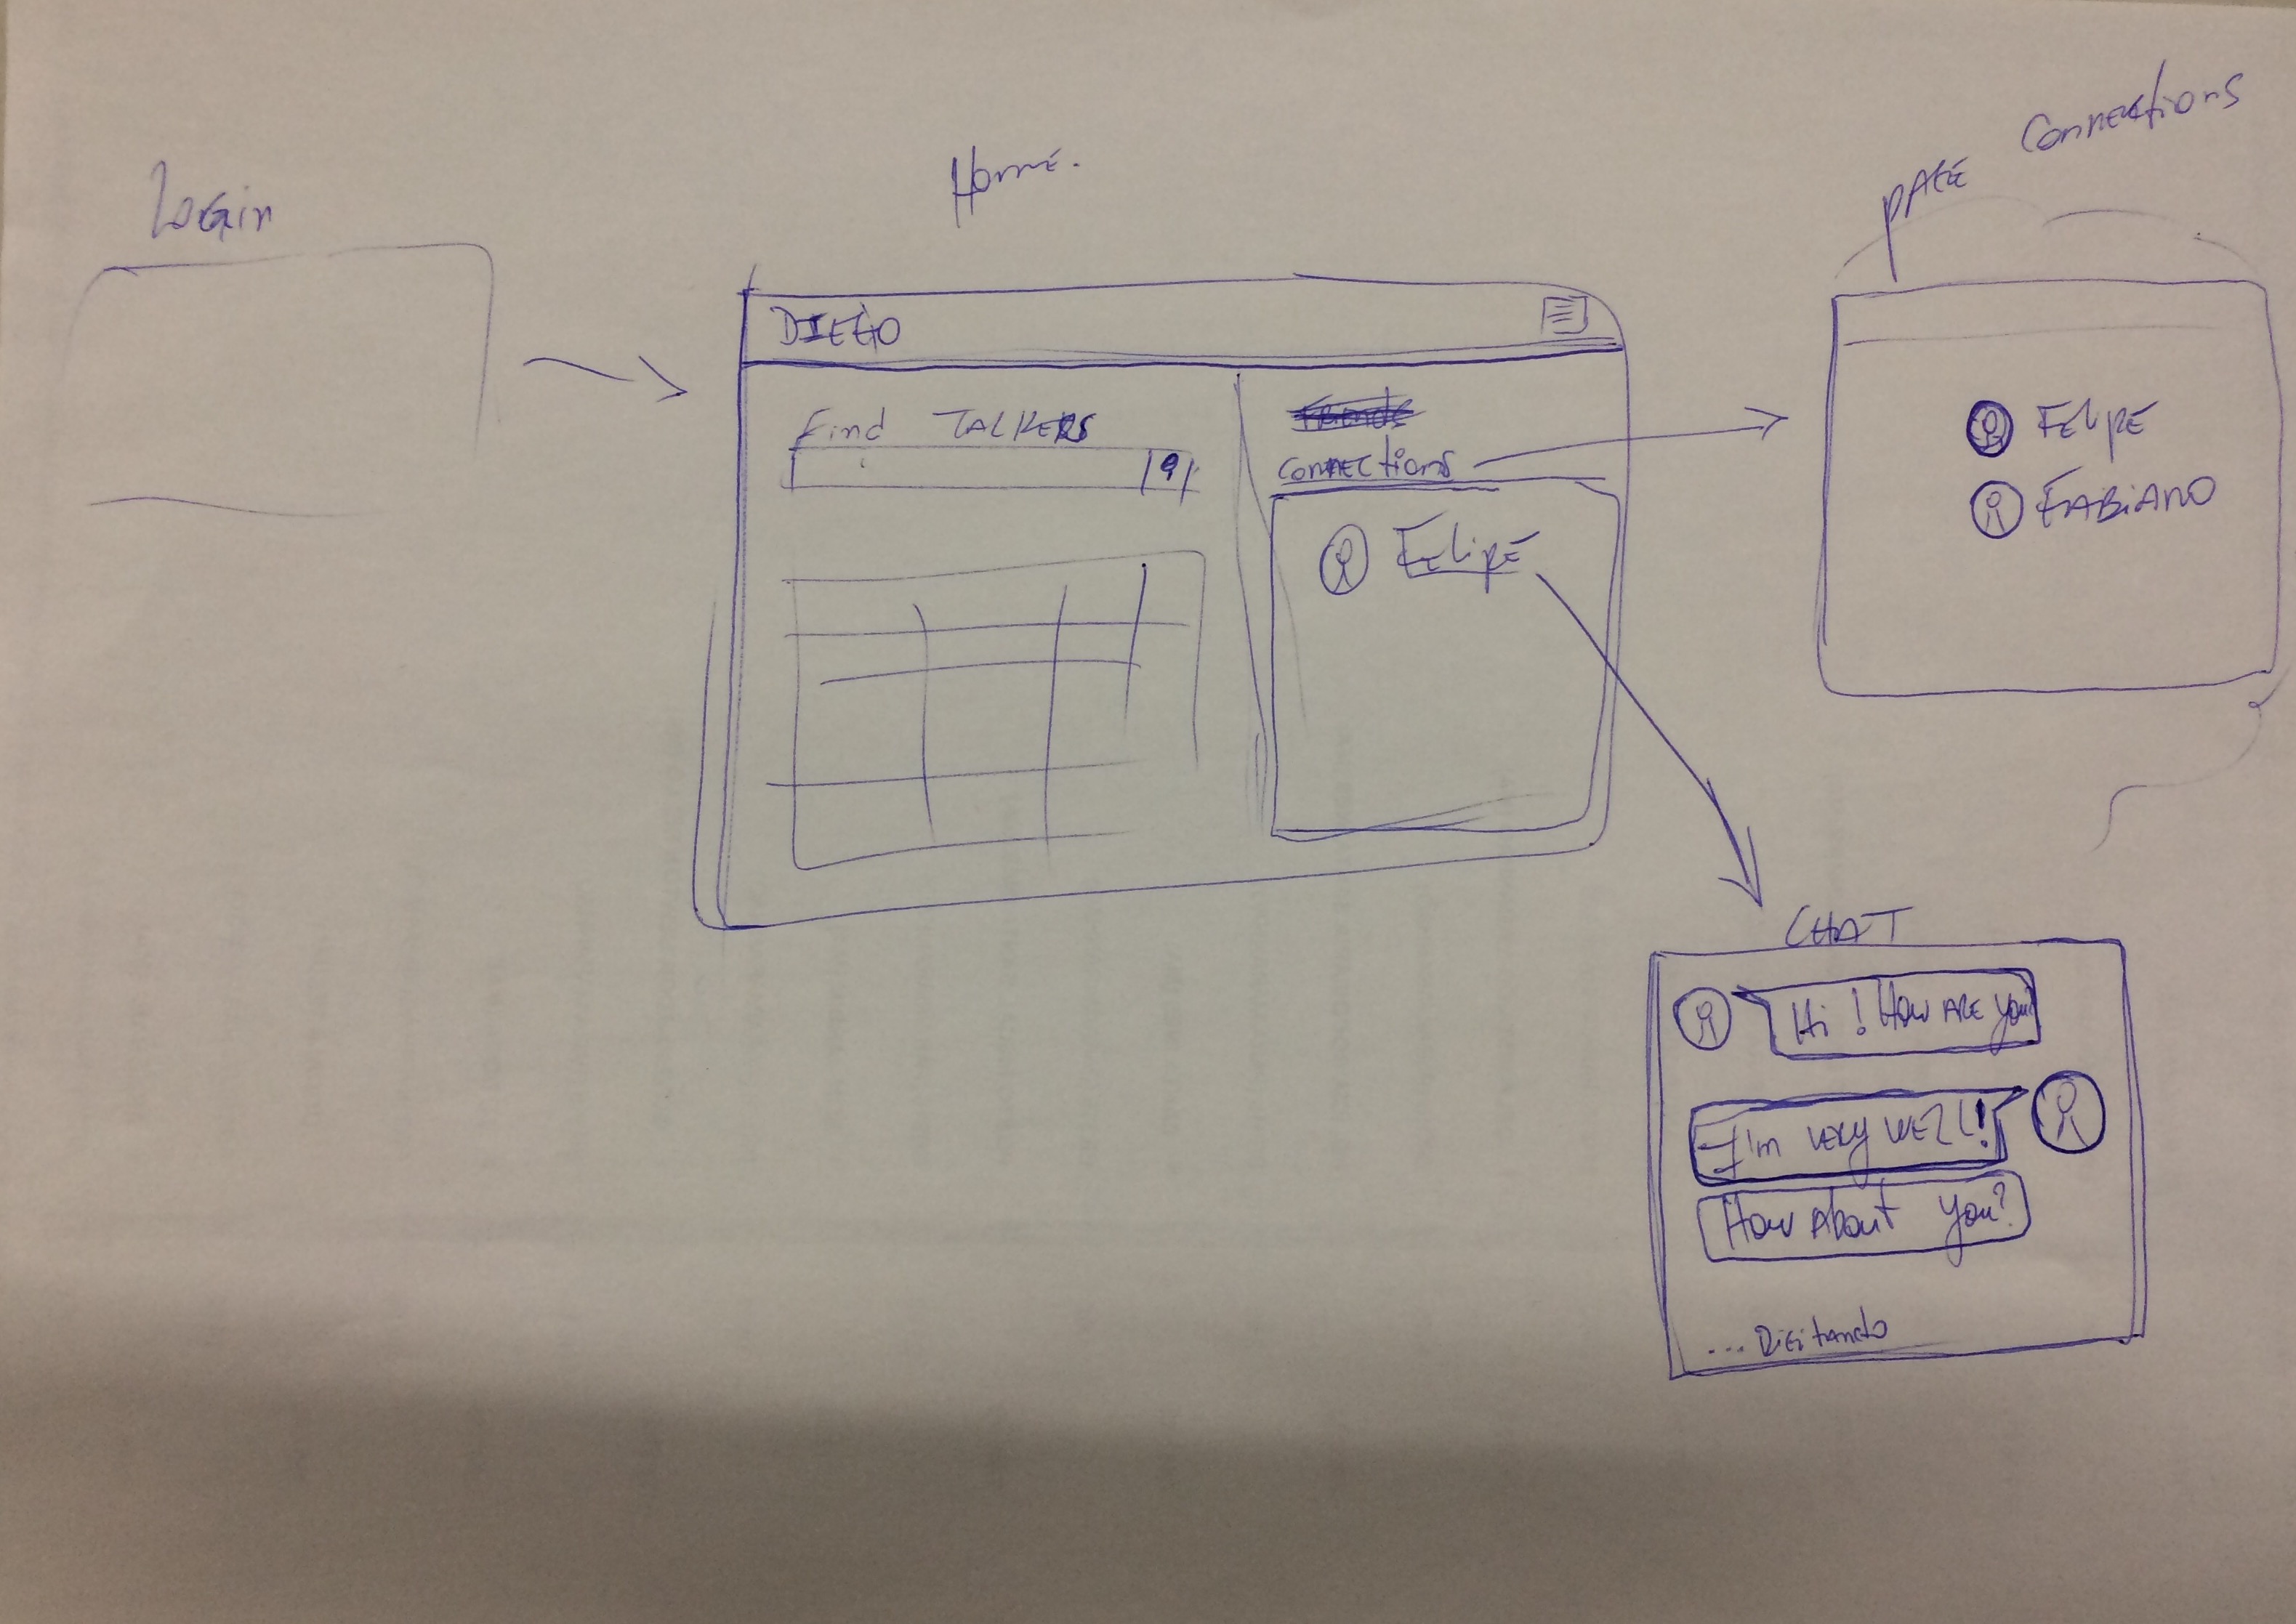 Login
Home.
PAGE Connections
DIEGO
Find TALKERS
Connections
Felipe
Felipe
FABIANO
CHAT
Hi! How ARE you?
I'm very well!
How About you?
... Digitando